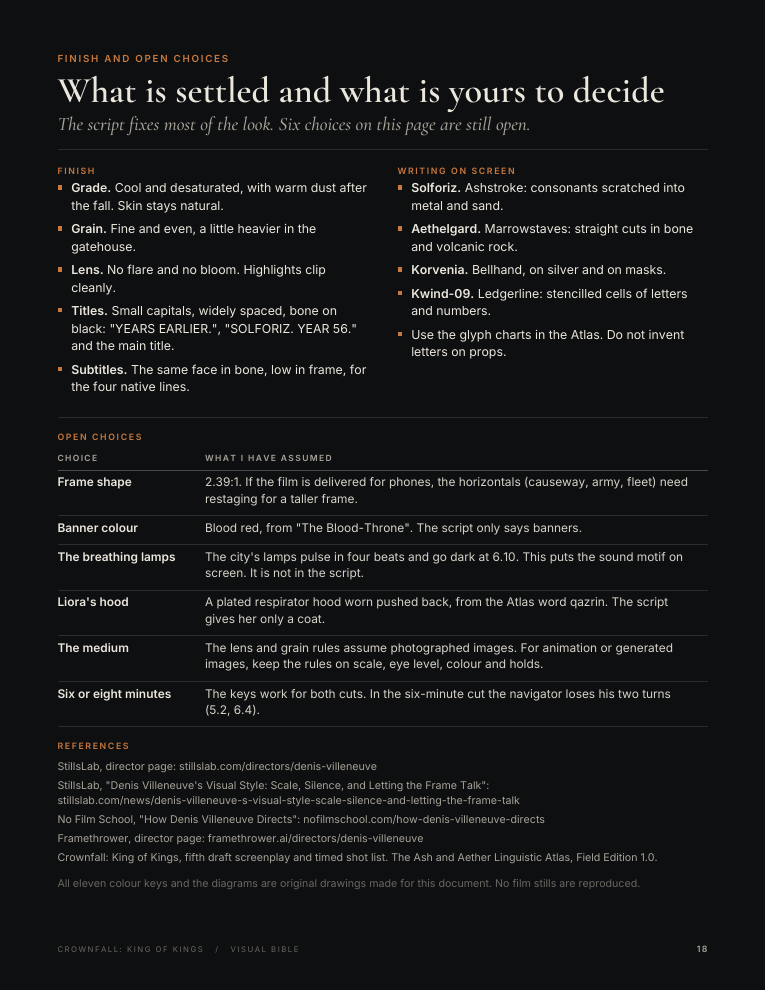 FINISH AND OPEN CHOICES
What is settled and what is yours to decide
The script fixes most of the look. Six choices on this page are still open.
FINISH
Grade. Cool and desaturated, with warm dust after
the fall. Skin stays natural.
Grain. Fine and even, a little heavier in the
gatehouse.
Lens. No flare and no bloom. Highlights clip
cleanly.
Titles. Small capitals, widely spaced, bone on
black: "YEARS EARLIER.", "SOLFORIZ. YEAR 56."
and the main title.
Subtitles. The same face in bone, low in frame, for
the four native lines.
WRITING ON SCREEN
Solforiz. Ashstroke: consonants scratched into
metal and sand.
Aethelgard. Marrowstaves: straight cuts in bone
and volcanic rock.
Korvenia. Bellhand, on silver and on masks.
Kwind-09. Ledgerline: stencilled cells of letters
and numbers.
Use the glyph charts in the Atlas. Do not invent
letters on props.
OPEN CHOICES
CHOICE WHAT I HAVE ASSUMED
Frame shape 2.39:1. If the film is delivered for phones, the horizontals (causeway, army, fleet) need
restaging for a taller frame.
Banner colour Blood red, from "The Blood-Throne". The script only says banners.
The breathing lamps The city's lamps pulse in four beats and go dark at 6.10. This puts the sound motif on
screen. It is not in the script.
Liora's hood A plated respirator hood worn pushed back, from the Atlas word qazrin. The script
gives her only a coat.
The medium The lens and grain rules assume photographed images. For animation or generated
images, keep the rules on scale, eye level, colour and holds.
Six or eight minutes The keys work for both cuts. In the six-minute cut the navigator loses his two turns
(5.2, 6.4).
REFERENCES
StillsLab, director page: stillslab.com/directors/denis-villeneuve
StillsLab, "Denis Villeneuve's Visual Style: Scale, Silence, and Letting the Frame Talk":
stillslab.com/news/denis-villeneuve-s-visual-style-scale-silence-and-letting-the-frame-talk
No Film School, "How Denis Villeneuve Directs": nofilmschool.com/how-denis-villeneuve-directs
Framethrower, director page: framethrower.ai/directors/denis-villeneuve
Crownfall: King of Kings, fifth draft screenplay and timed shot list. The Ash and Aether Linguistic Atlas, Field Edition 1.0.
All eleven colour keys and the diagrams are original drawings made for this document. No film stills are reproduced.
CROWNFALL: KING OF KINGS / VISUAL BIBLE 18